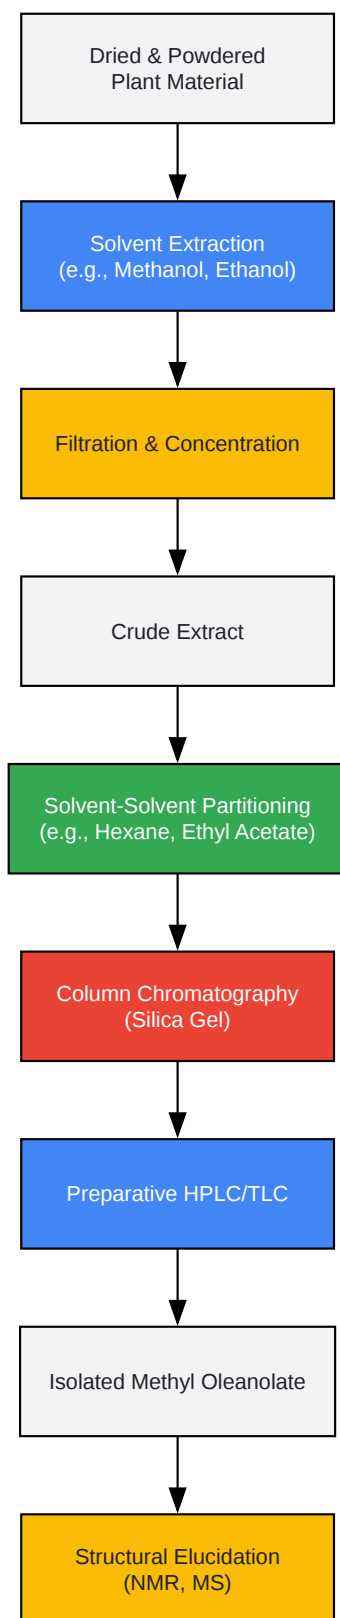 Dried & Powdered
Plant Material
Solvent Extraction
(e.g., Methanol, Ethanol)
Filtration & Concentration
Crude Extract
Solvent-Solvent Partitioning
(e.g., Hexane, Ethyl Acetate)
Column Chromatography
(Silica Gel)
Preparative HPLC/TLC
Isolated Methyl Oleanolate
Structural Elucidation
(NMR, MS)